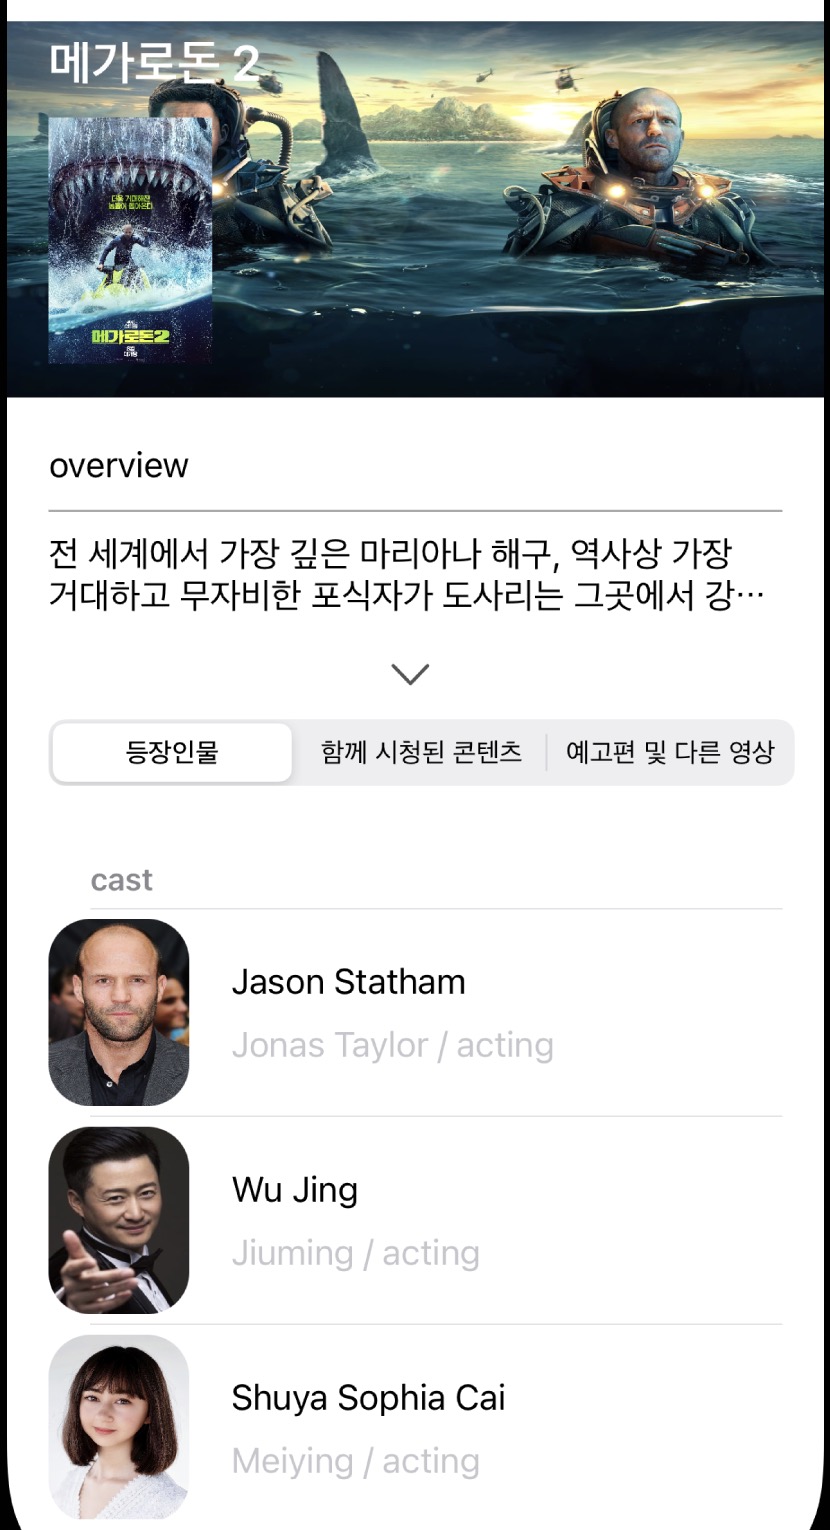 메가로돈 2
더욱 거대해진
놈들이 돌아온다
메가로돈2
overview
전 세계에서 가장 깊은 마리아나 해구, 역사상 가장
거대하고 무자비한 포식자가 도사리는 그곳에서 강…
등장인물
함께 시청된 콘텐츠
예고편 및 다른 영상
cast
Jason Statham
Jonas Taylor / acting
Wu Jing
Jiuming / acting
Shuya Sophia Cai
Meiying / acting